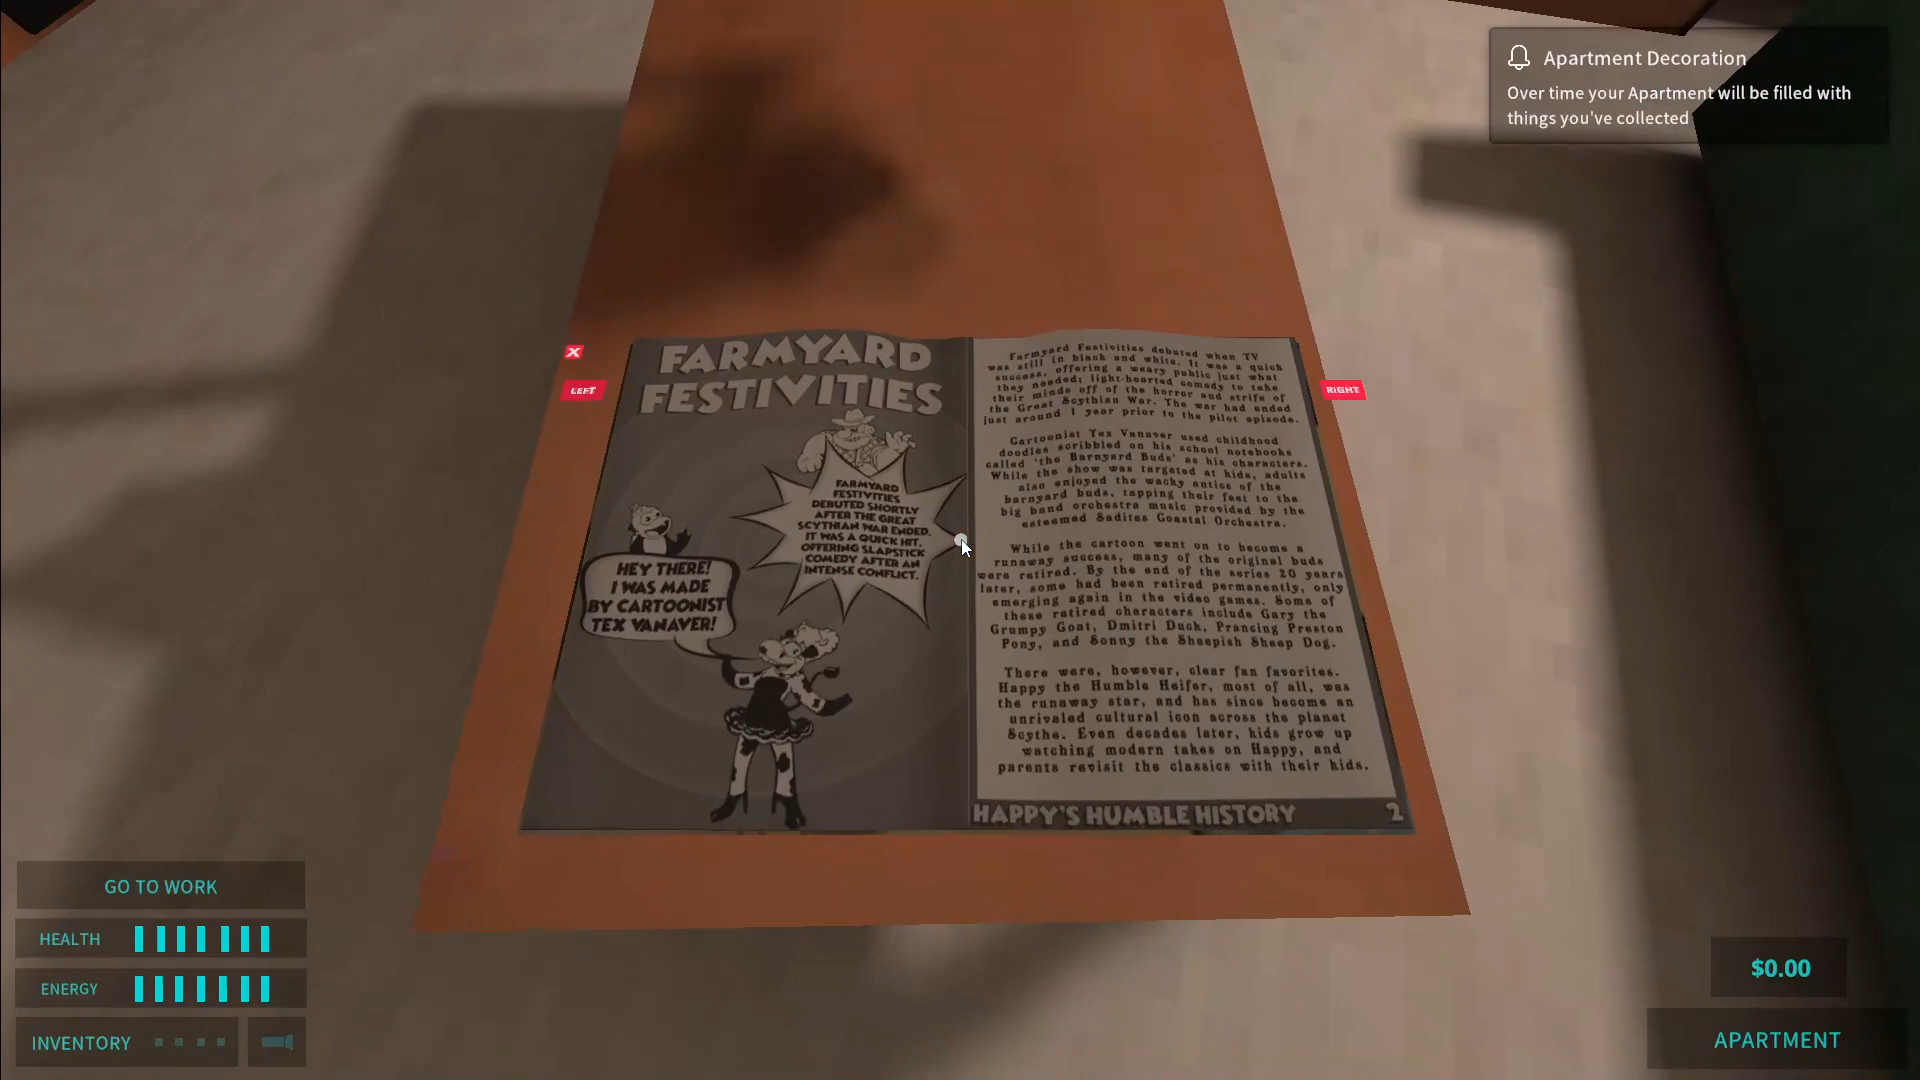 Apartment Decoration
Over time your Apartment will be filled with
things you've collected
X
LEFT
RIGHT
FARMYARD
FESTIVITIES
FARMYARD
FESTIVITIES
DEBUTED SHORTLY
AFTER THE GREAT
SCYTHIAN WAR ENDED.
IT WAS A QUICK HIT,
OFFERING SLAPSTICK
COMEDY AFTER AN
INTENSE CONFLICT.
HEY THERE!
I WAS MADE
BY CARTOONIST
TEX VANAVER!
Farmyard Festivities debuted when TV
was still in black and white. It was a quick
success, offering a weary public just what
they needed; light-hearted comedy to take
their minds off of the horror and strife of
the Great Scythian War. The war had ended
just around 1 year prior to the pilot episode.
Cartoonist Tex Vanaver used childhood
doodles scribbled on his school notebooks
called 'the Barnyard Buds' as his characters.
While the show was targeted at kids, adults
also enjoyed the wacky antics of the
barnyard buds, tapping their feet to the
big band orchestra music provided by the
esteemed Sadites Coastal Orchestra.
While the cartoon went on to become a
runaway success, many of the original buds
were retired. By the end of the series 20 years
later, some had been retired permanently, only
emerging again in the video games. Some of
these retired characters include Gary the
Grumpy Goat, Dmitri Duck, Prancing Preston
Pony, and Sonny the Sheepish Sheep Dog.
There were, however, clear fan favorites.
Happy the Humble Heifer, most of all, was
the runaway star, and has since become an
unrivaled cultural icon across the planet
Scythe. Even decades later, kids grow up
watching modern takes on Happy, and
parents revisit the classics with their kids.
HAPPY'S HUMBLE HISTORY 2
GO TO WORK
HEALTH
ENERGY
INVENTORY
$0.00
APARTMENT